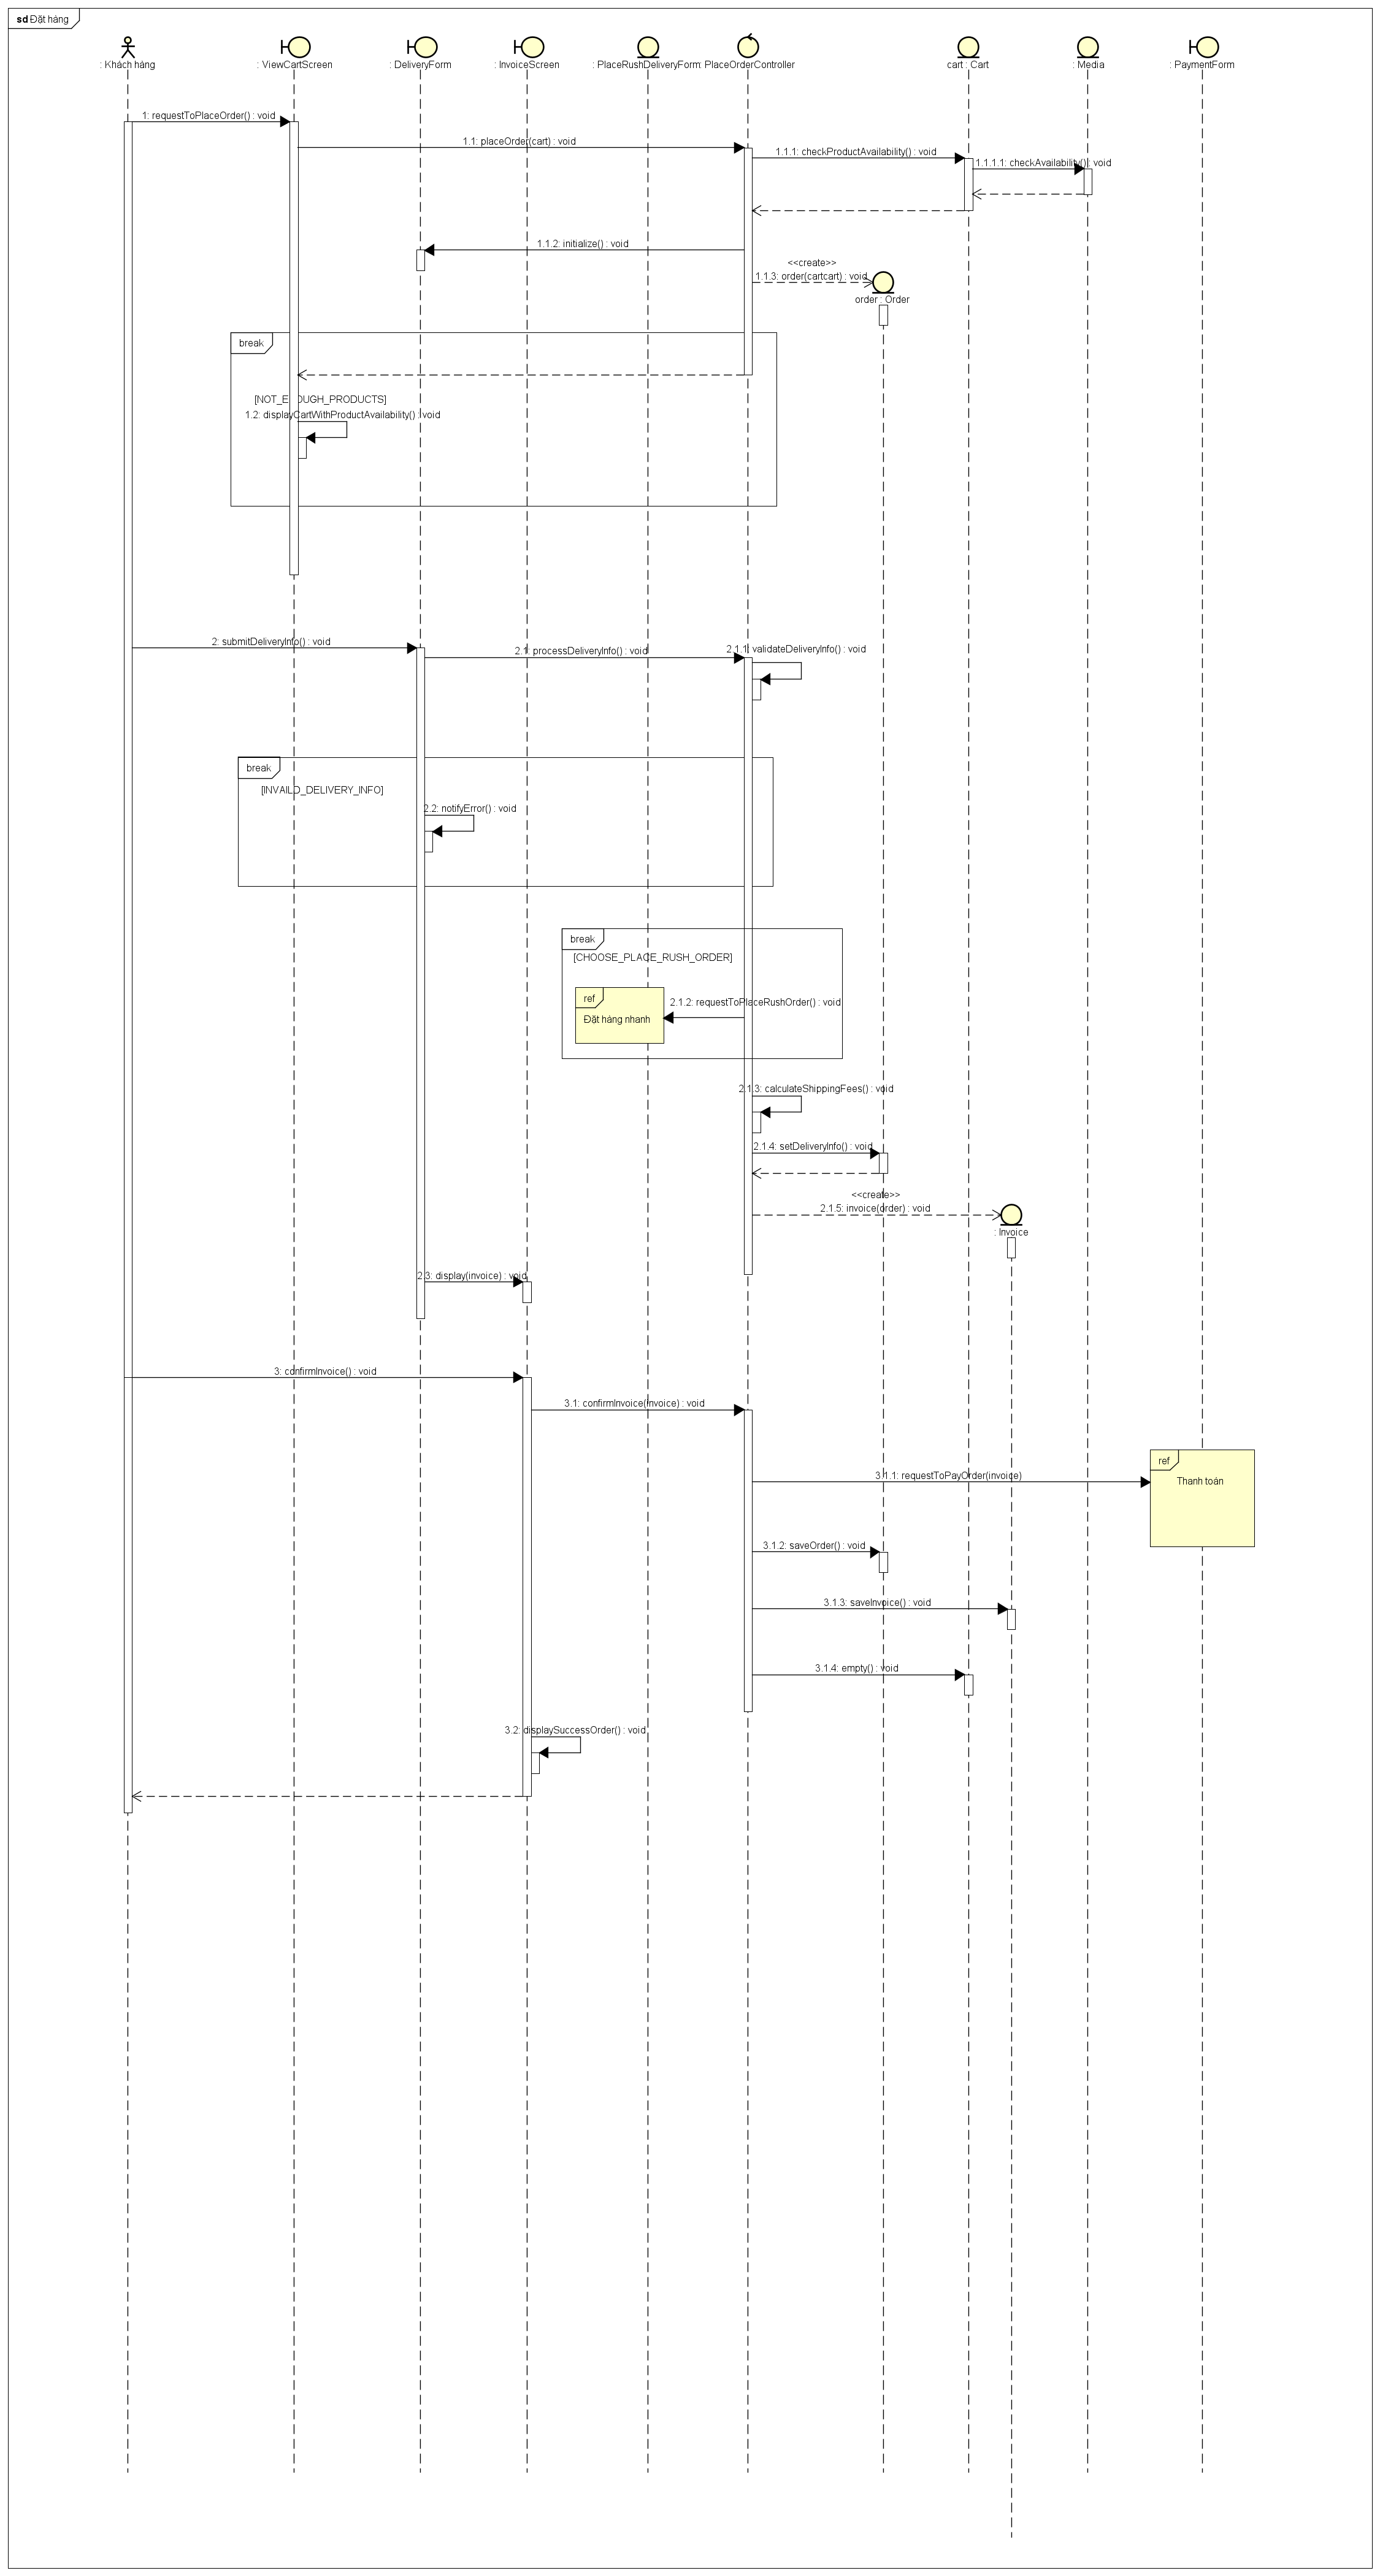 sd Đặt hàng
: Khách hàng
: ViewCartScreen
: DeliveryForm
: InvoiceScreen
: PlaceRushDeliveryForm
: PlaceOrderController
cart : Cart
: Media
: PaymentForm
1: requestToPlaceOrder() : void
1.1: placeOrder(cart) : void
1.1.1: checkProductAvailability() : void
1.1.1.1: checkAvailability() : void
1.1.2: initialize() : void
<<create>>
1.1.3: order(cartcart) : void
order : Order
break
[NOT_ENOUGH_PRODUCTS]
1.2: displayCartWithProductAvailability() : void
2: submitDeliveryInfo() : void
2.1: processDeliveryInfo() : void
2.1.1: validateDeliveryInfo() : void
break
[INVAILD_DELIVERY_INFO]
2.2: notifyError() : void
break
[CHOOSE_PLACE_RUSH_ORDER]
ref
2.1.2: requestToPlaceRushOrder() : void
Đặt háng nhanh
2.1.3: calculateShippingFees() : void
2.1.4: setDeliveryInfo() : void
<<create>>
2.1.5: invoice(order) : void
: Invoice
2.3: display(invoice) : void
3: confirmInvoice() : void
3.1: confirmInvoice(invoice) : void
ref
3.1.1: requestToPayOrder(invoice)
Thanh toán
3.1.2: saveOrder() : void
3.1.3: saveInvoice() : void
3.1.4: empty() : void
3.2: displaySuccessOrder() : void